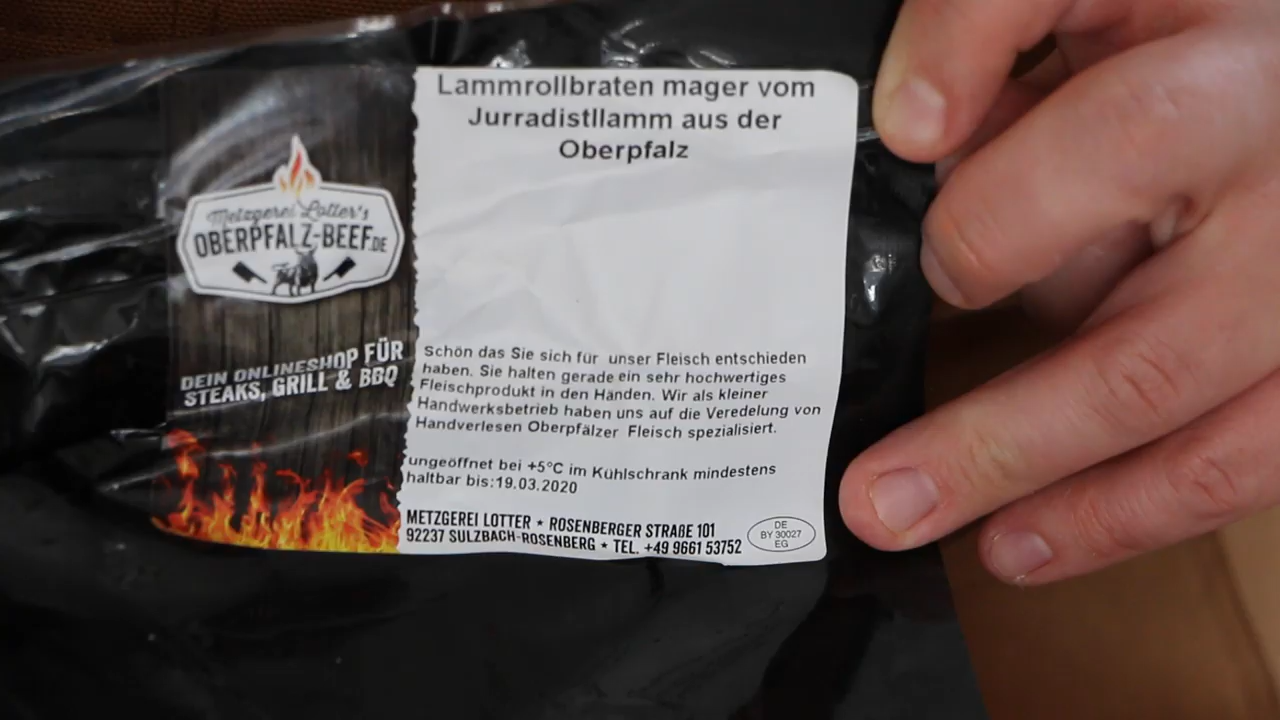 Metzgerei Lotter's
OBERPFALZ-BEEF.DE
DEIN ONLINESHOP FÜR
STEAKS, GRILL & BBQ
Lammrollbraten mager vom
Jurradistllamm aus der
Oberpfalz
Schön das Sie sich für unser Fleisch entschieden
haben. Sie halten gerade ein sehr hochwertiges
Fleischprodukt in den Händen. Wir als kleiner
Handwerksbetrieb haben uns auf die Veredelung von
Handverlesen Oberpfälzer Fleisch spezialisiert.
ungeöffnet bei +5°C im Kühlschrank mindestens
haltbar bis:19.03.2020
METZGEREI LOTTER ★ ROSENBERGER STRAßE 101
92237 SULZBACH-ROSENBERG ★ TEL. +49 9661 53752
DE
BY 30027
EG